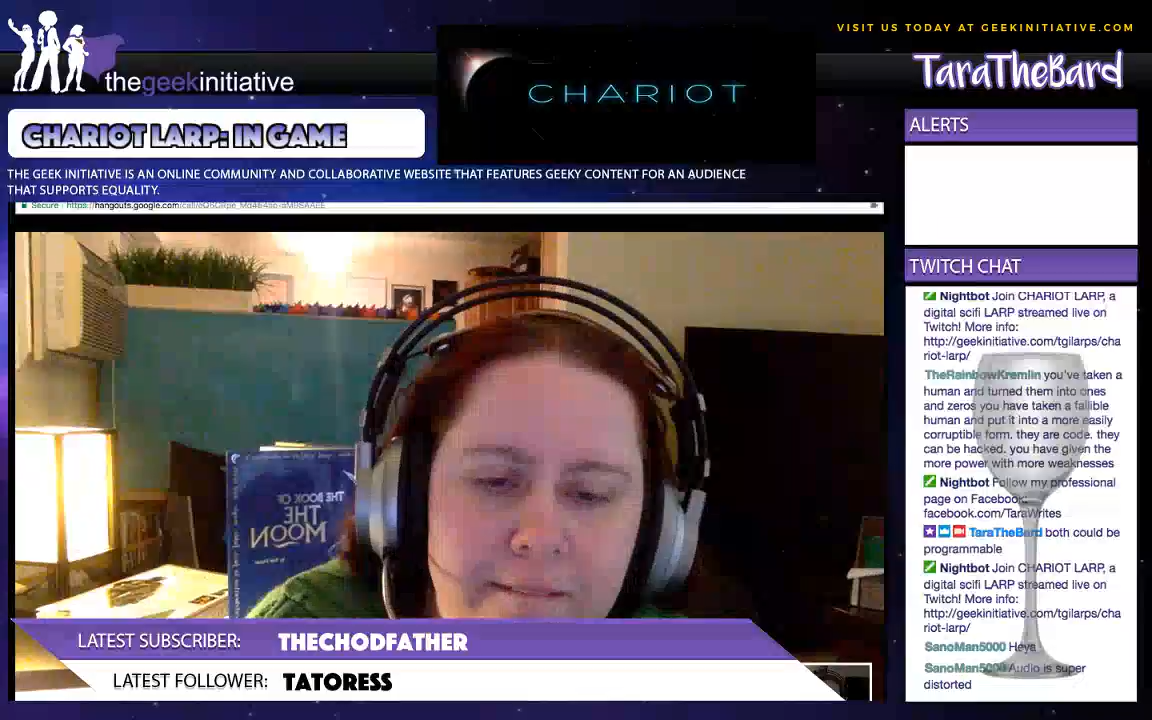 VISIT US TODAY AT GEEKINITIATIVE.COM
thegeekinitiative
CHARIOT
TaraTheBard
CHARIOT LARP: IN GAME
ALERTS
THE GEEK INITIATIVE IS AN ONLINE COMMUNITY AND COLLABORATIVE WEBSITE THAT FEATURES GEEKY CONTENT FOR AN AUDIENCE
THAT SUPPORTS EQUALITY.
Secure
https://hangouts.google.com
TWITCH CHAT
Nightbot Join CHARIOT LARP, a
digital scifi LARP streamed live on
Twitch! More info:
http://geekinitiative.com/tgilarps/cha
riot-larp/
TheRainbowKremlin you've taken a
human and turned them into ones
and zeros you have taken a fallible
human and put it into a more easily
corruptible form. they are code. they
can be hacked. you have given the
more power with more weaknesses
Nightbot Follow my professional
page on Facebook:
facebook.com/TaraWrites
TaraTheBard both could be
programmable
Nightbot Join CHARIOT LARP, a
digital scifi LARP streamed live on
Twitch! More info:
http://geekinitiative.com/tgilarps/cha
riot-larp/
SanoMan5000 Heya
SanoMan5000 Audio is super
distorted
THE BOOK OF
THE
MOON
LATEST SUBSCRIBER: THECHODFATHER
LATEST FOLLOWER: TATORESS